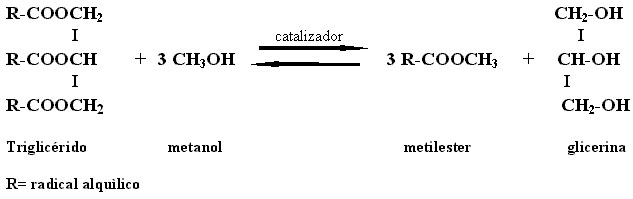 R-COOCH₂ CH₂-OH
I I
catalizador
R-COOCH + 3 CH₃OH 3 R-COOCH₃ + CH-OH
I I
R-COOCH₂ CH₂-OH
Triglicérido metanol metilester glicerina
R= radical alquìlico